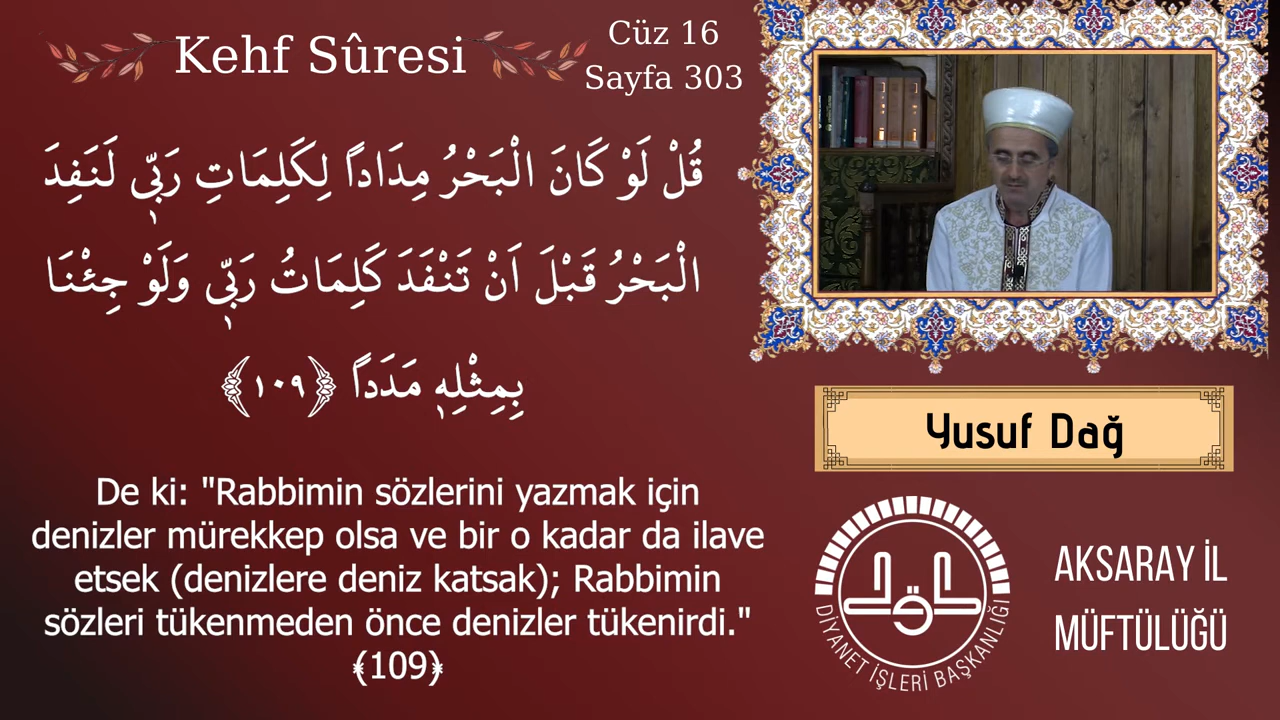 Kehf Sûresi
Cüz 16
Sayfa 303
قُلْ لَوْ كَانَ الْبَحْرُ مِدَاداً لِكَلِمَاتِ رَبّ۪ي لَنَفِدَ
الْبَحْرُ قَبْلَ اَنْ تَنْفَدَ كَلِمَاتُ رَبّ۪ي وَلَوْ جِئْنَا
بِمِثْلِه۪ مَدَداً ﴿١٠٩﴾
De ki: "Rabbimin sözlerini yazmak için
denizler mürekkep olsa ve bir o kadar da ilave
etsek (denizlere deniz katsak); Rabbimin
sözleri tükenmeden önce denizler tükenirdi."
﴾109﴿
Yusuf Dağ
DİYANET İŞLERİ BAŞKANLIĞI
AKSARAY İL
MÜFTÜLÜĞÜ